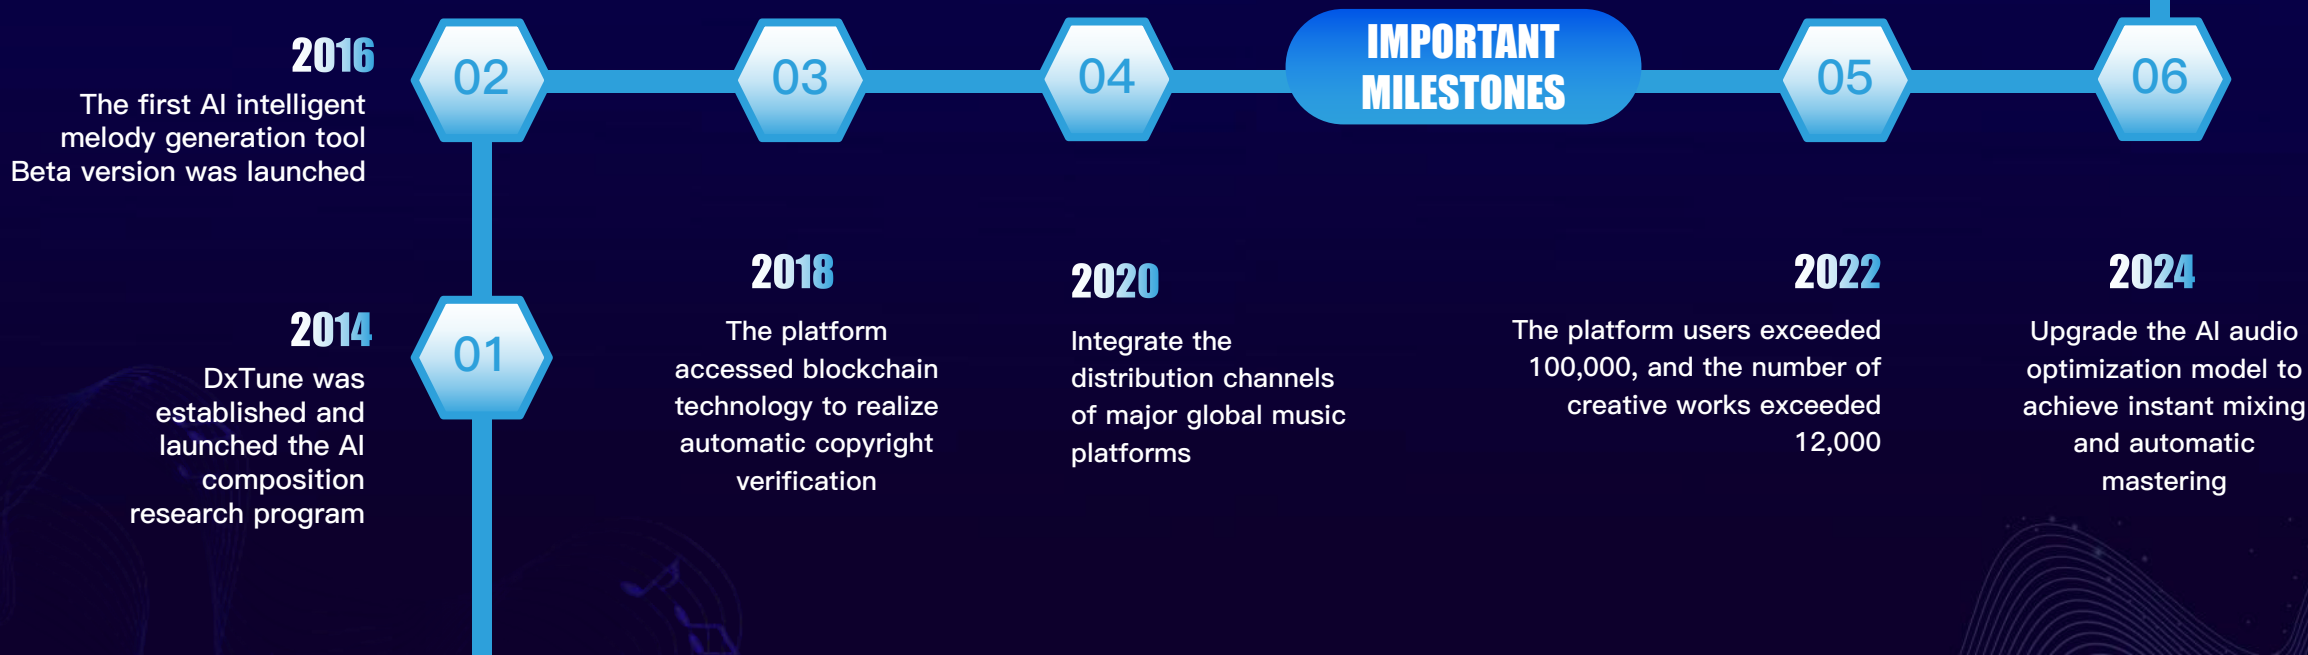 IMPORTANT
MILESTONES
01
2014
DxTune was
established and
launched the AI
composition
research program
02
2016
The first AI intelligent
melody generation tool
Beta version was launched
03
2018
The platform
accessed blockchain
technology to realize
automatic copyright
verification
04
2020
Integrate the
distribution channels
of major global music
platforms
05
2022
The platform users exceeded
100,000, and the number of
creative works exceeded
12,000
06
2024
Upgrade the AI audio
optimization model to
achieve instant mixing
and automatic
mastering